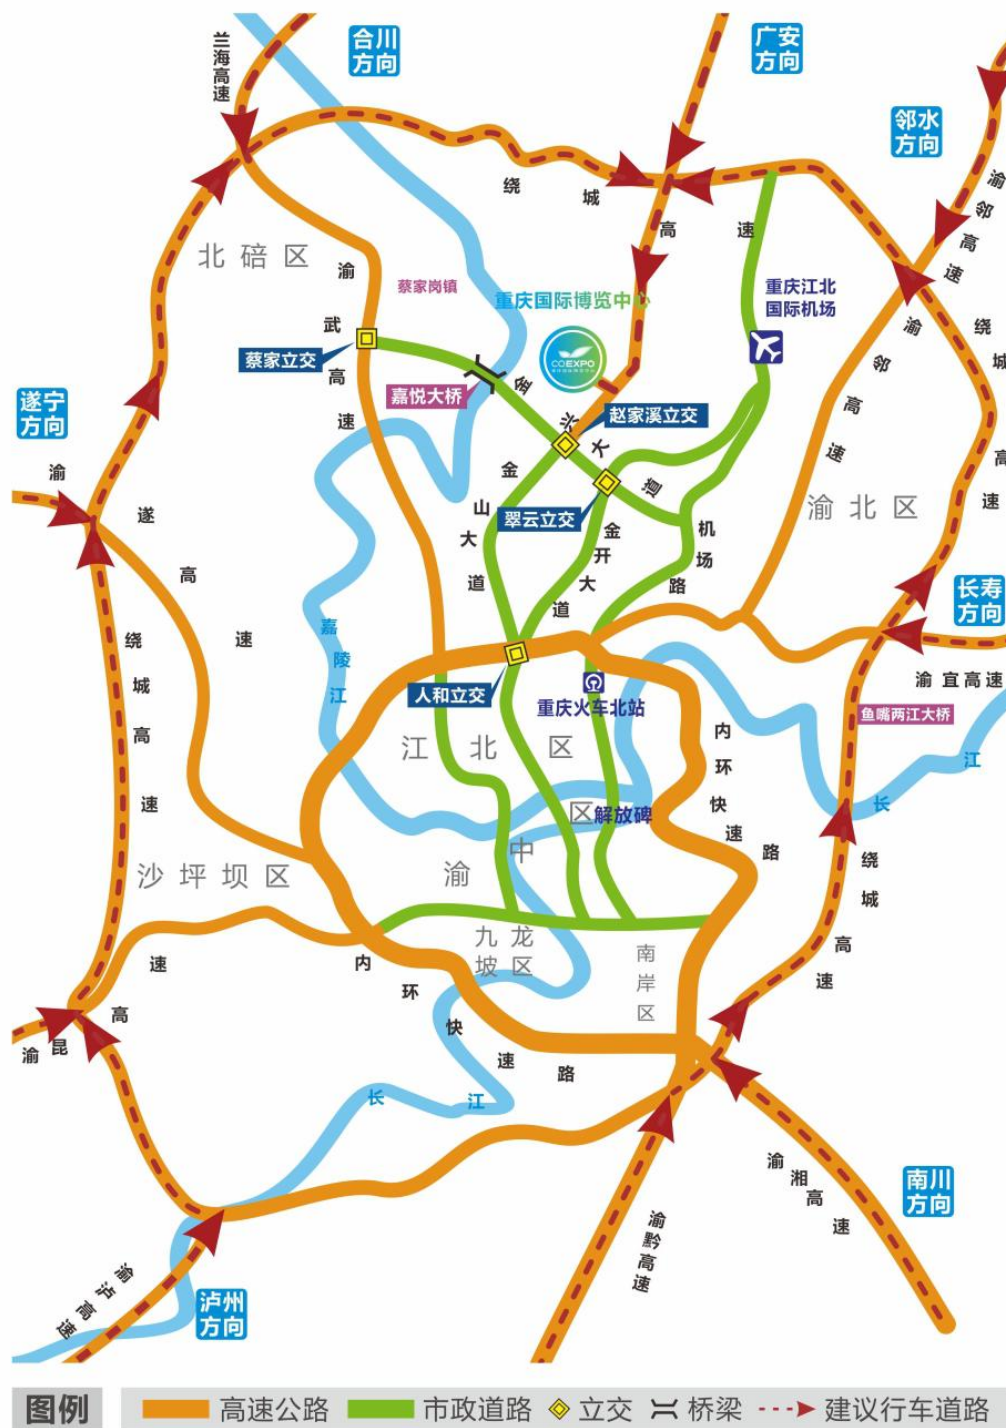 合川
方向
广安
方向
兰海高速
邻水
方向
渝邻高速
绕城高速
北碚区
渝武高速
蔡家岗镇
重庆国际博览中心
重庆江北
国际机场
COEXPO
蔡家立交
嘉悦大桥
金兴大道
赵家溪立交
遂宁
方向
渝遂高速
渝邻高速
绕城高速
渝北区
金山大道
翠云立交
金开大道
机场路
长寿
方向
嘉陵江
绕城高速
人和立交
重庆火车北站
渝宜高速
鱼嘴两江大桥
江北区
内环快速路
长江
渝中区
解放碑
沙坪坝区
绕城高速
九龙
坡区
南岸区
渝昆高速
内环快速路
长江
渝湘高速
南川
方向
渝黔高速
渝泸高速
泸州
方向
图例
高速公路
市政道路
立交
桥梁
建议行车道路